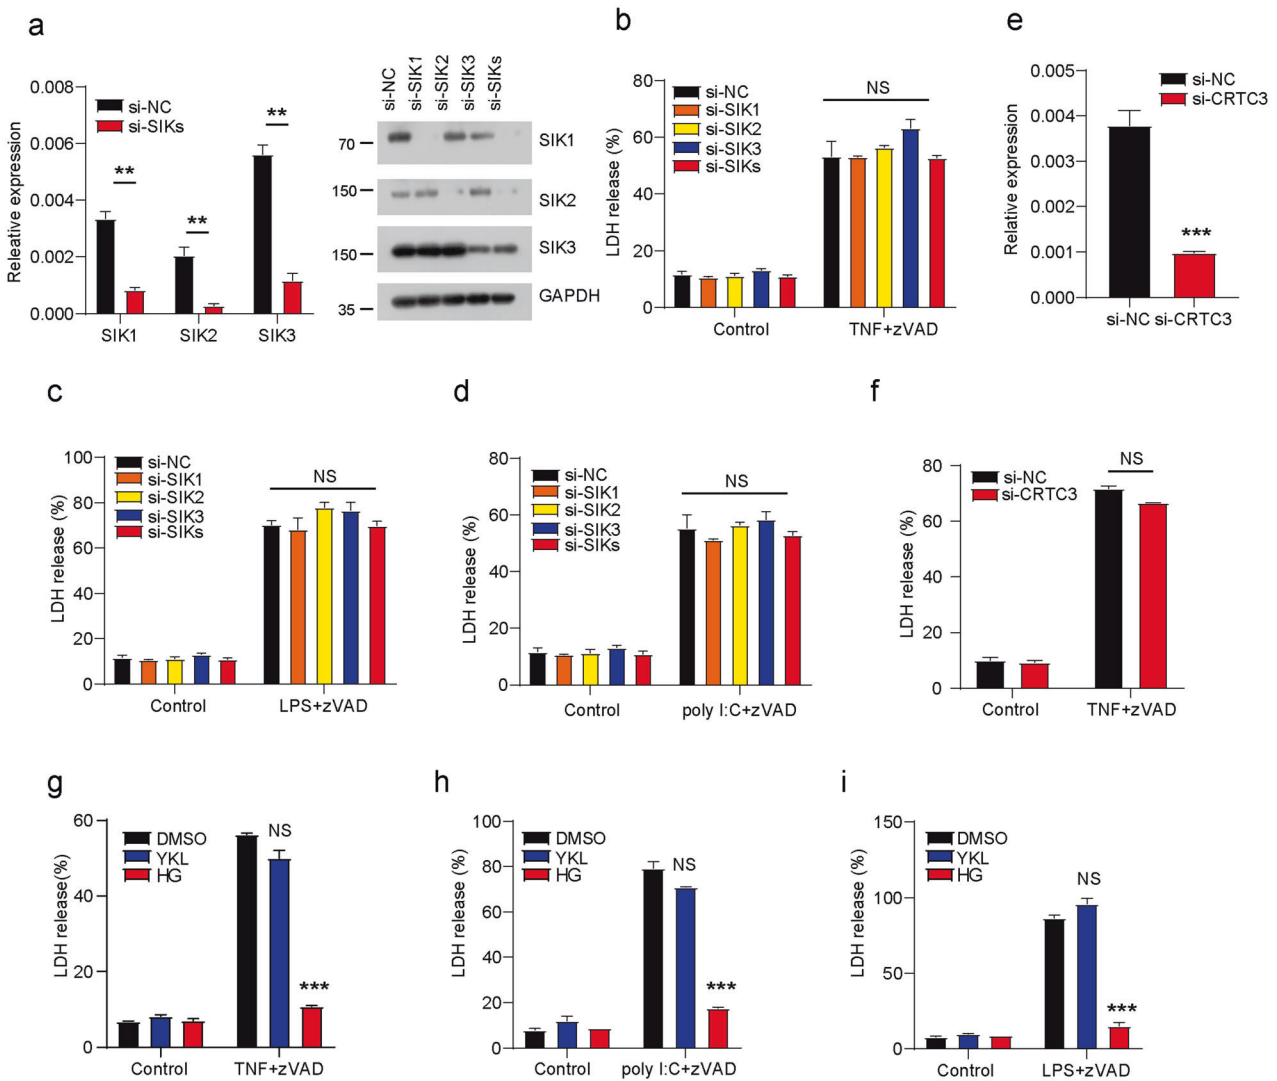 a
Releative expression
0.008
0.006
0.004
0.002
0.000
si-NC
si-SIKs
**
**
**
SIK1
SIK2
SIK3
si-NC
si-SIK1
si-SIK2
si-SIK3
si-SIKs
70
SIK1
150
SIK2
150
SIK3
35
GAPDH
b
LDH release (%)
80
60
40
20
0
si-NC
si-SIK1
si-SIK2
si-SIK3
si-SIKs
NS
Control
TNF+zVAD
e
Relative expression
0.005
0.004
0.003
0.002
0.001
0.000
si-NC
si-CRTC3
***
si-NC si-CRTC3
c
LDH release (%)
100
80
60
40
20
0
si-NC
si-SIK1
si-SIK2
si-SIK3
si-SIKs
NS
Control
LPS+zVAD
d
LDH release (%)
80
60
40
20
0
si-NC
si-SIK1
si-SIK2
si-SIK3
si-SIKs
NS
Control
poly I:C+zVAD
f
LDH release (%)
80
60
40
20
0
si-NC
si-CRTC3
NS
Control
TNF+zVAD
g
LDH release(%)
60
40
20
0
DMSO
YKL
HG
NS
***
Control
TNF+zVAD
h
LDH release (%)
100
80
60
40
20
0
DMSO
YKL
HG
NS
***
Control
poly I:C+zVAD
i
LDH release (%)
150
100
50
0
DMSO
YKL
HG
NS
***
Control
LPS+zVAD